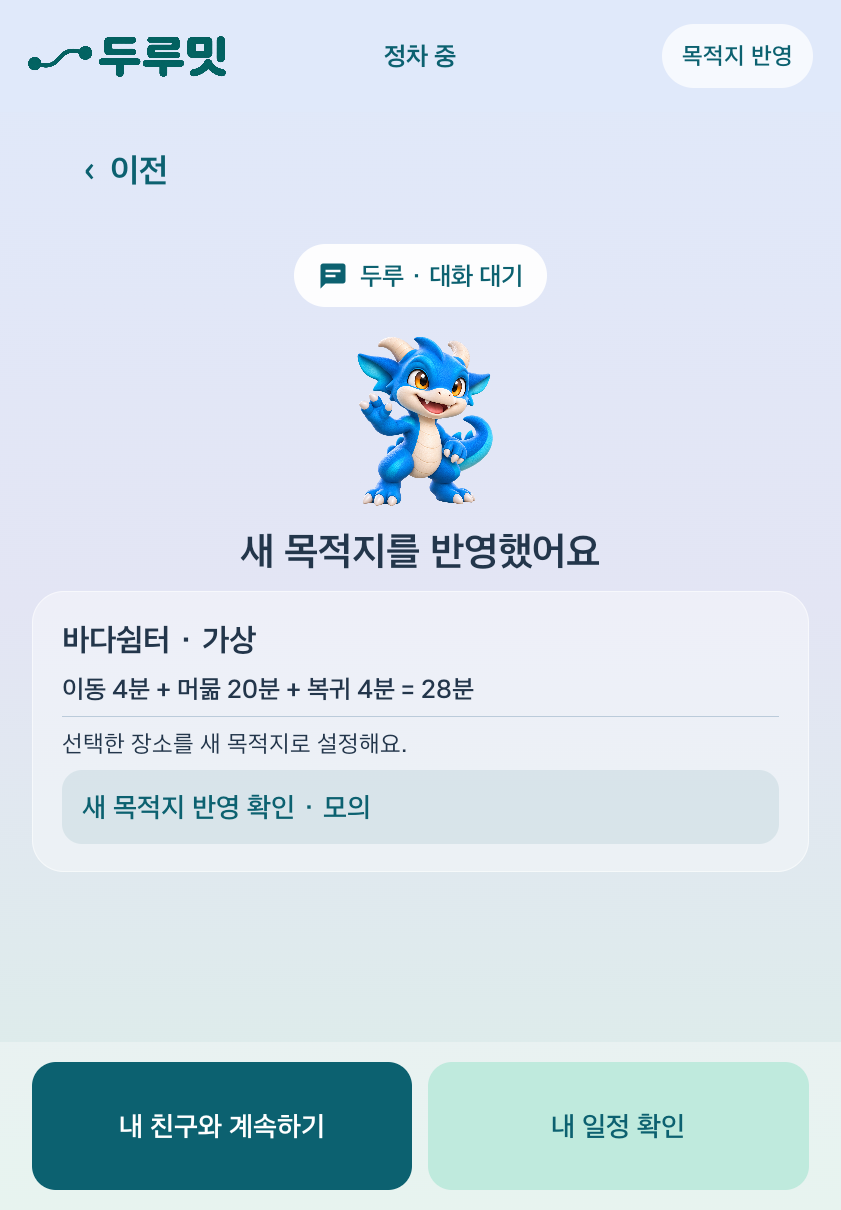 두루밋
정차 중
목적지 반영
‹ 이전
두루 · 대화 대기
새 목적지를 반영했어요
바다쉼터 · 가상
이동 4분 + 머묾 20분 + 복귀 4분 = 28분
선택한 장소를 새 목적지로 설정해요.
새 목적지 반영 확인 · 모의
내 친구와 계속하기
내 일정 확인